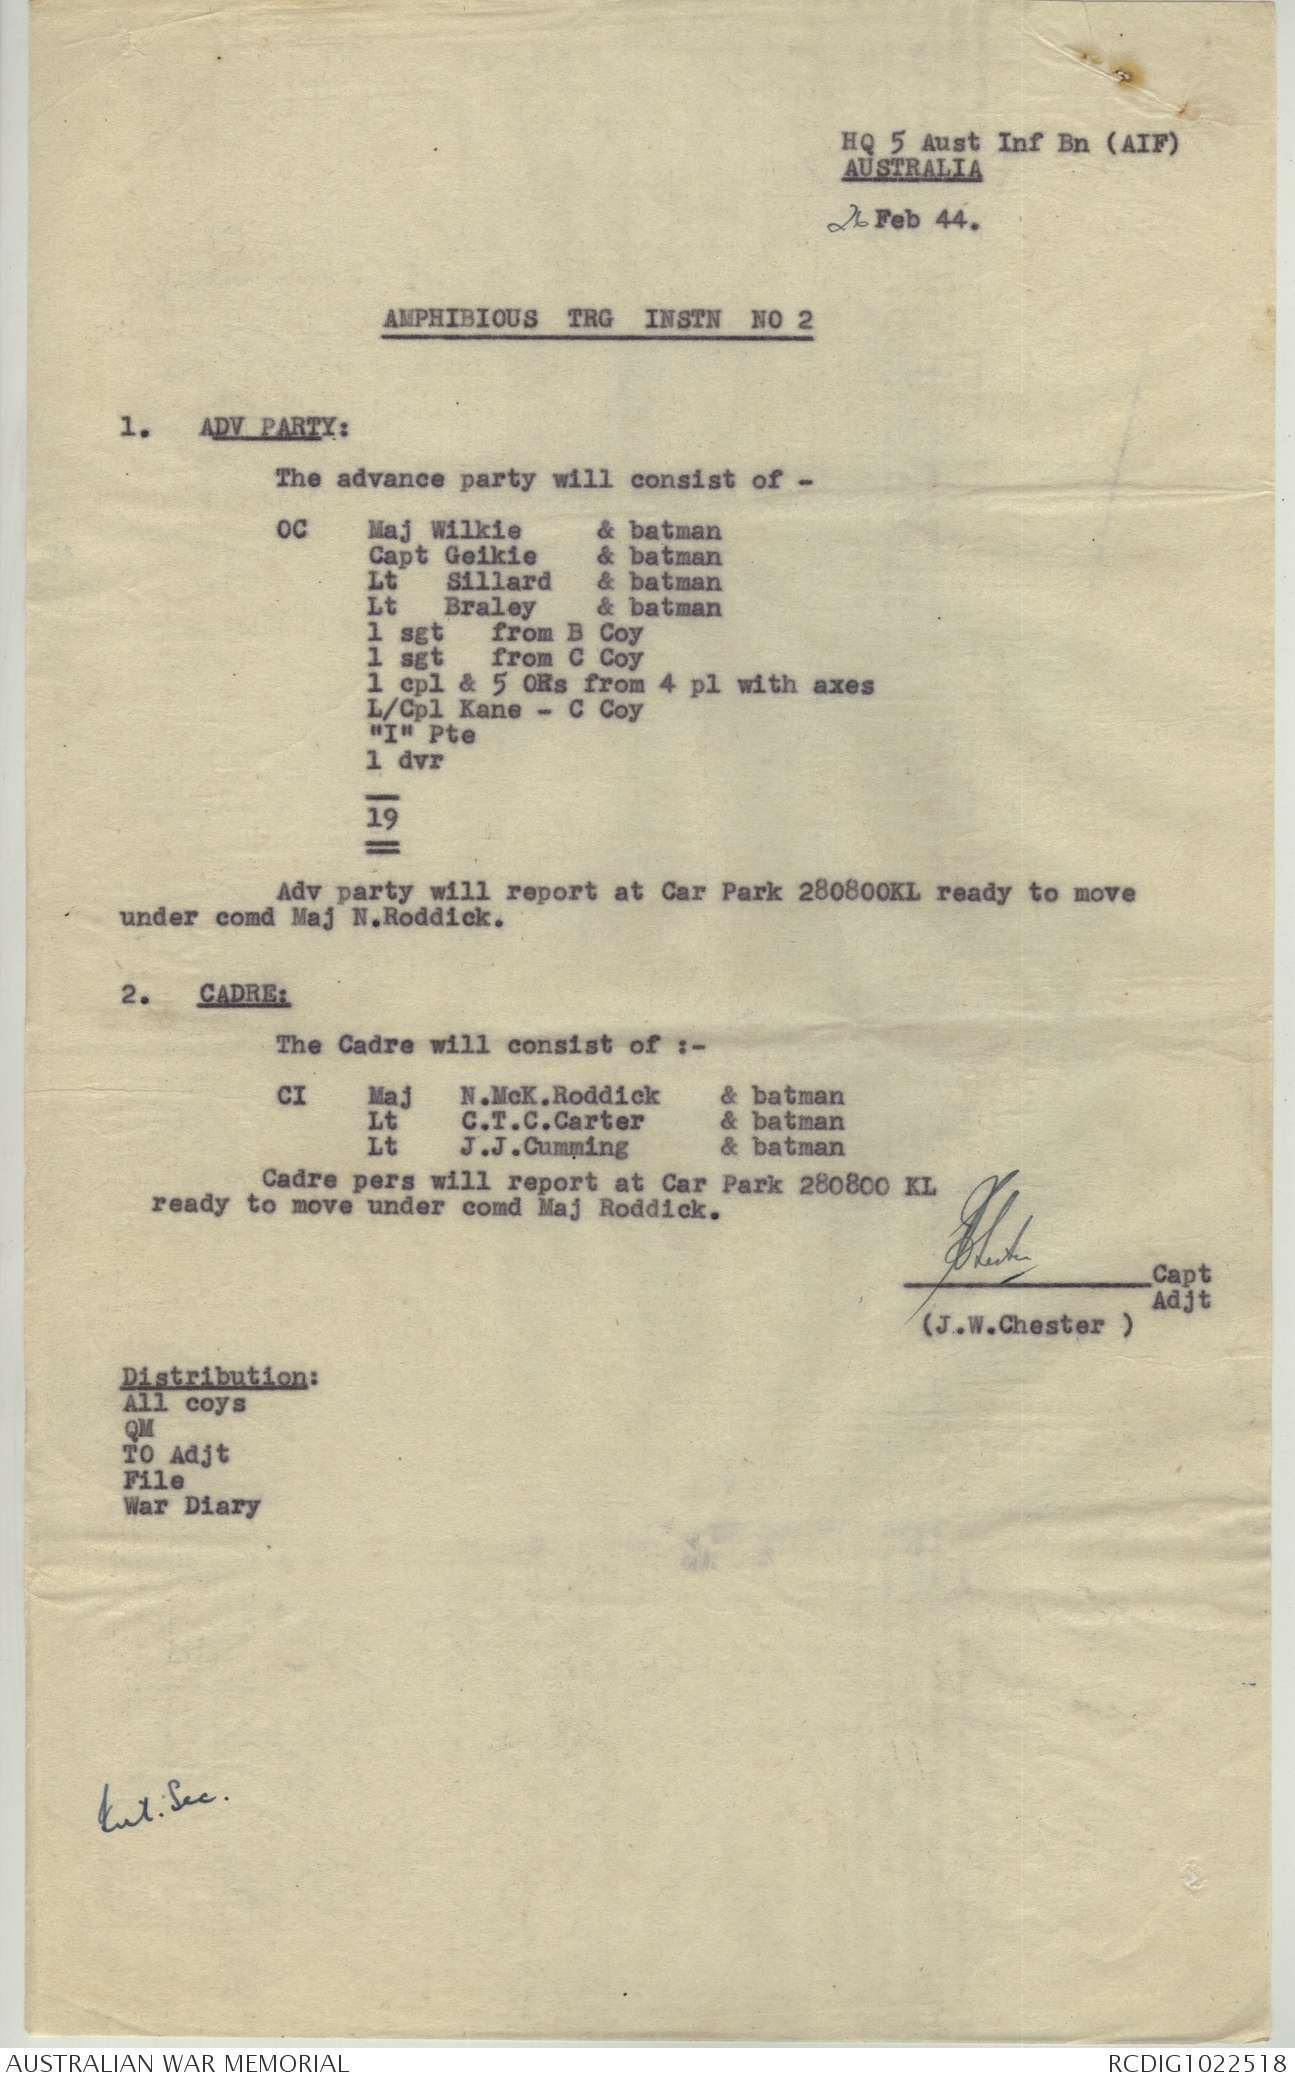 HQ 5 Aust Inf Bn (AIF)
AUSTRALIA
26 Feb 44.
AMPHIBIOUS TRG INSTN NO 2
1. ADV PARTY:
The advance party will consist of -
OC Maj Wilkie & batman
Capt Geikie & batman
Lt Sillard & batman
Lt Braley & batman
1 sgt from B Coy
1 sgt from C Coy
1 cpl & 5 ORs from 4 pl with axes
L/Cpl Kane - C Coy
"I" Pte
1 dvr
19
Adv party will report at Car Park 280800KL ready to move
under comd Maj N.Roddick.
2. CADRE:
The Cadre will consist of :-
CI Maj N.McK.Roddick & batman
Lt C.T.C.Carter & batman
Lt J.J.Cumming & batman
Cadre pers will report at Car Park 280800 KL
ready to move under comd Maj Roddick.
Chester
Capt
Adjt
(J.W.Chester )
Distribution:
All coys
QM
TO Adjt
File
War Diary
Int. Sec.
AUSTRALIAN WAR MEMORIAL RCDIG1022518